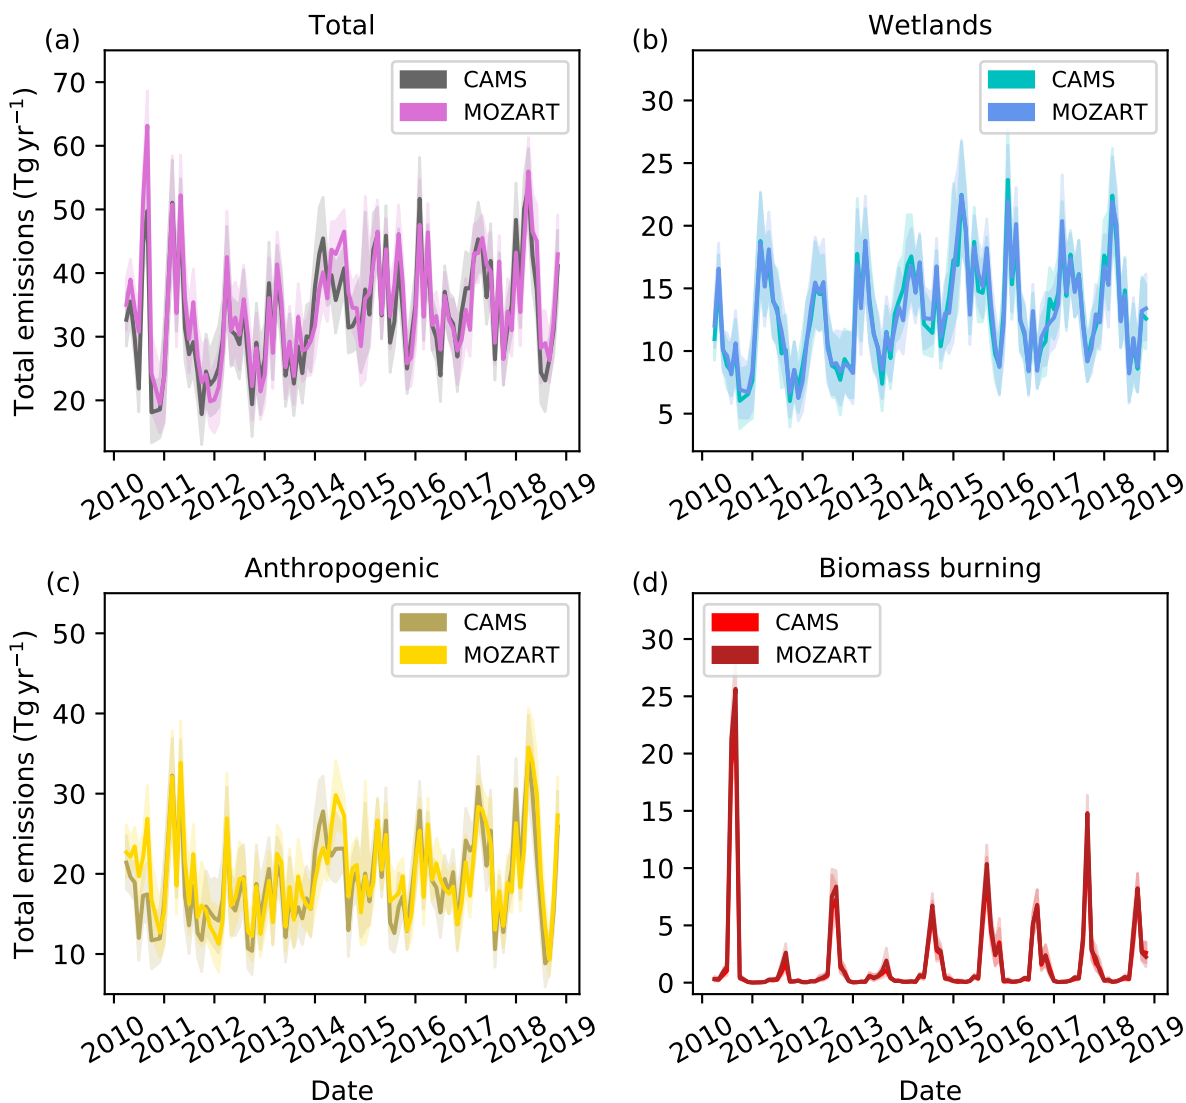 (a)
Total
CAMS
MOZART
Total emissions (Tg yr⁻¹)
70
60
50
40
30
20
2010 2011 2012 2013 2014 2015 2016 2017 2018 2019
(b)
Wetlands
CAMS
MOZART
30
25
20
15
10
5
2010 2011 2012 2013 2014 2015 2016 2017 2018 2019
(c)
Anthropogenic
CAMS
MOZART
Total emissions (Tg yr⁻¹)
50
40
30
20
10
2010 2011 2012 2013 2014 2015 2016 2017 2018 2019
Date
(d)
Biomass burning
CAMS
MOZART
30
25
20
15
10
5
0
2010 2011 2012 2013 2014 2015 2016 2017 2018 2019
Date